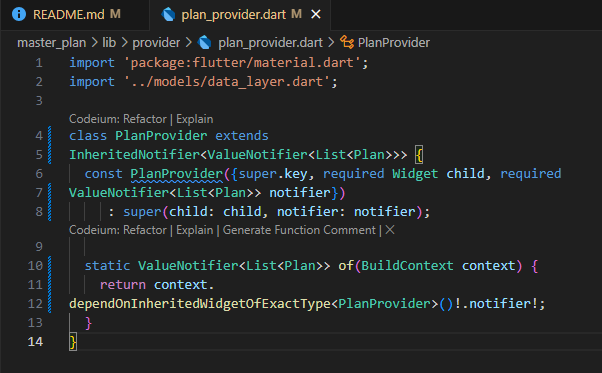 README.md M
plan_provider.dart M ×
master_plan > lib > provider > plan_provider.dart > PlanProvider
1 import 'package:flutter/material.dart';
2 import '../models/data_layer.dart';
3
Codeium: Refactor | Explain
4 class PlanProvider extends
5 InheritedNotifier<ValueNotifier<List<Plan>>> {
6   const PlanProvider({super.key, required Widget child, required
7 ValueNotifier<List<Plan>> notifier})
8      : super(child: child, notifier: notifier);
Codeium: Refactor | Explain | Generate Function Comment | ×
9
10   static ValueNotifier<List<Plan>> of(BuildContext context) {
11     return context.
12 dependOnInheritedWidgetOfExactType<PlanProvider>()!.notifier!;
13   }
14 }